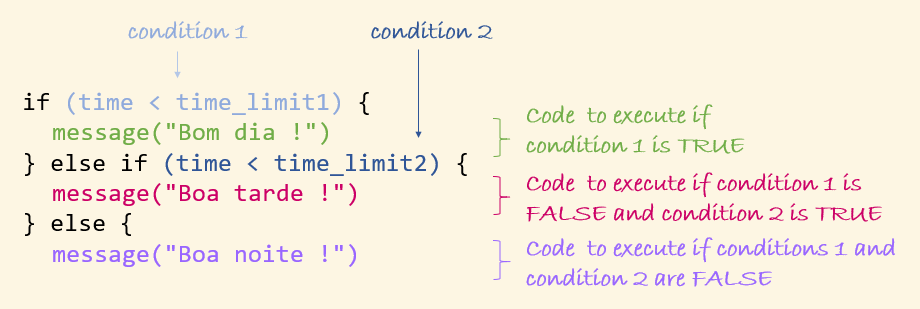 condition 1
condition 2
if (time < time_limit1) {
message("Bom dia !")
} else if (time < time_limit2) {
message("Boa tarde !")
} else {
message("Boa noite !")
Code to execute if
condition 1 is TRUE
Code to execute if condition 1 is
FALSE and condition 2 is TRUE
Code to execute if conditions 1 and
condition 2 are FALSE